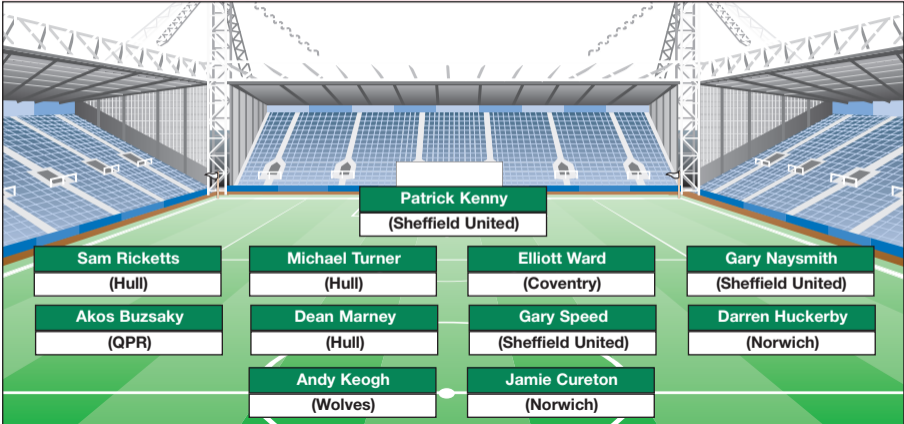 Patrick Kenny
(Sheffield United)
Sam Ricketts
(Hull)
Michael Turner
(Hull)
Elliott Ward
(Coventry)
Gary Naysmith
(Sheffield United)
Akos Buzsaky
(QPR)
Dean Marney
(Hull)
Gary Speed
(Sheffield United)
Darren Huckerby
(Norwich)
Andy Keogh
(Wolves)
Jamie Cureton
(Norwich)